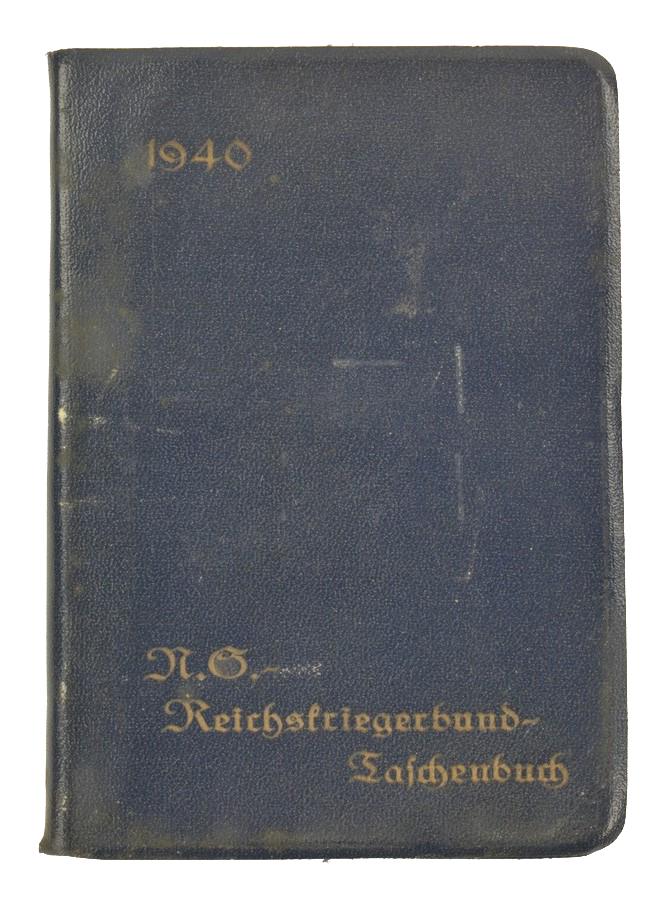 1940
N.S.-
Reichskriegerbund-
Taschenbuch